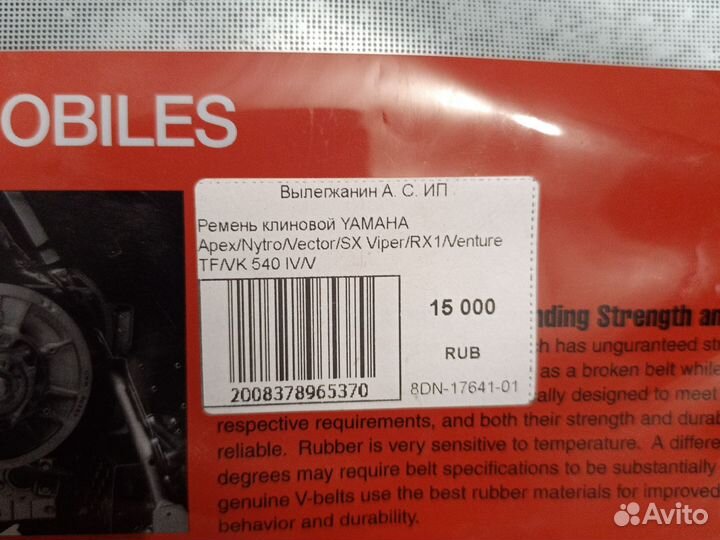 OBILES
Вылегжанин А. С. ИП
Ремень клиновой YAMAHA
Apex/Nytro/Vector/SX Viper/RX1/Venture
TF/VK 540 IV/V
15 000
RUB
2008378965370
8DN-17641-01
nding Strength an
h has unguranteed str
as a broken belt while
ally designed to meet
respective requirements, and both their strength and durab
reliable. Rubber is very sensitive to temperature. A differe
degrees may require belt specifications to be substantially
genuine V-belts use the best rubber materials for improved
behavior and durability.
Avito